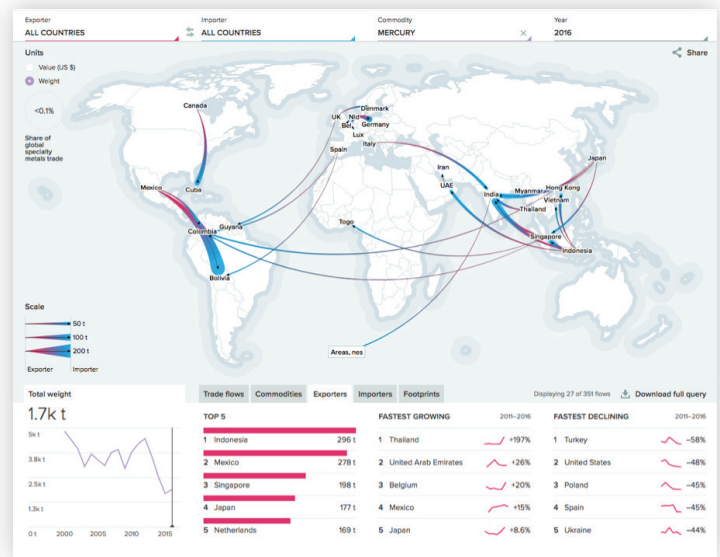 Exporter
ALL COUNTRIES
Importer
ALL COUNTRIES
Commodity
MERCURY
Year
2016
Units
Value (US $)
Weight
<0.1%
Share of
global
specialty
metals trade
Share
Canada
Cuba
Mexico
Colombia
Guyana
Bolivia
UK
Nld
Denmark
Bel
Germany
Lux
Spain
Italy
Togo
Iran
UAE
India
Myanmar
Hong Kong
Vietnam
Thailand
Japan
Singapore
Indonesia
Areas, nes
Scale
50 t
100 t
200 t
Exporter
Importer
Total weight
1.7k t
5k t
3.8k t
2.5k t
1.3k t
0 t
2000
2005
2010
2015
Trade flows
Commodities
Exporters
Importers
Footprints
Displaying 27 of 351 flows
Download full query
TOP 5
1 Indonesia 296 t
2 Mexico 278 t
3 Singapore 198 t
4 Japan 177 t
5 Netherlands 169 t
FASTEST GROWING 2011–2016
1 Thailand +197%
2 United Arab Emirates +26%
3 Belgium +20%
4 Mexico +15%
5 Japan +8.6%
FASTEST DECLINING 2011–2016
1 Turkey –58%
2 United States –48%
3 Poland –45%
4 Spain –45%
5 Ukraine –44%